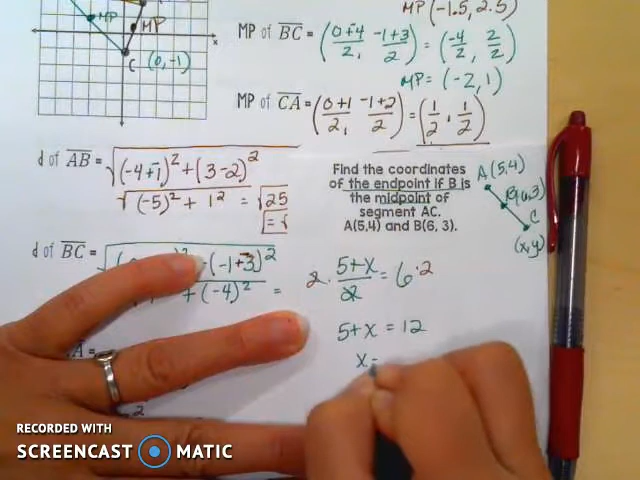 MP (-1.5, 2.5)
MP
MP
x
C (0, -1)
MP of BC = (0+-4/2, -1+3/2) = (-4/2, 2/2)
MP = (-2, 1)
MP of CA = (0+1/2, -1+2/2) = (1/2, 1/2)
d of AB = √(-4+-1)² + (3-2)²
√(-5)² + 1² = √25
= √
Find the coordinates
of the endpoint if B is
the midpoint of
segment AC.
A(5,4) and B(6, 3).
A(5,4)
B(6,3)
C
(x,y)
d of BC =
(-1+-3)²
+ (-4)² =
2 · 5+x/2 = 6 · 2
5+x = 12
x =
RECORDED WITH
SCREENCAST MATIC